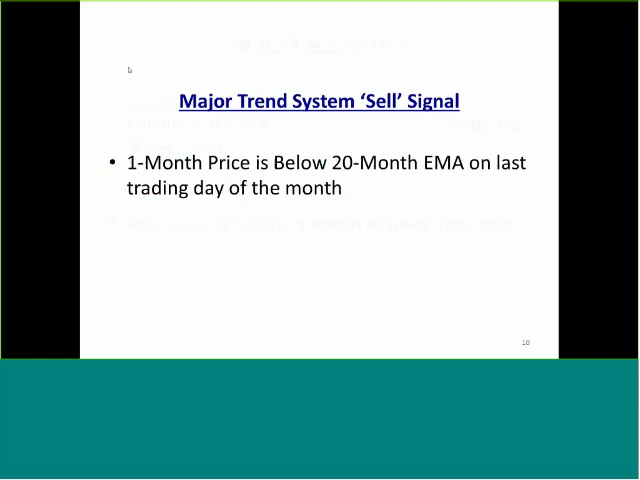 Major Trend System ‘Sell’ Signal
• 1-Month Price is Below 20-Month EMA on last
trading day of the month
10